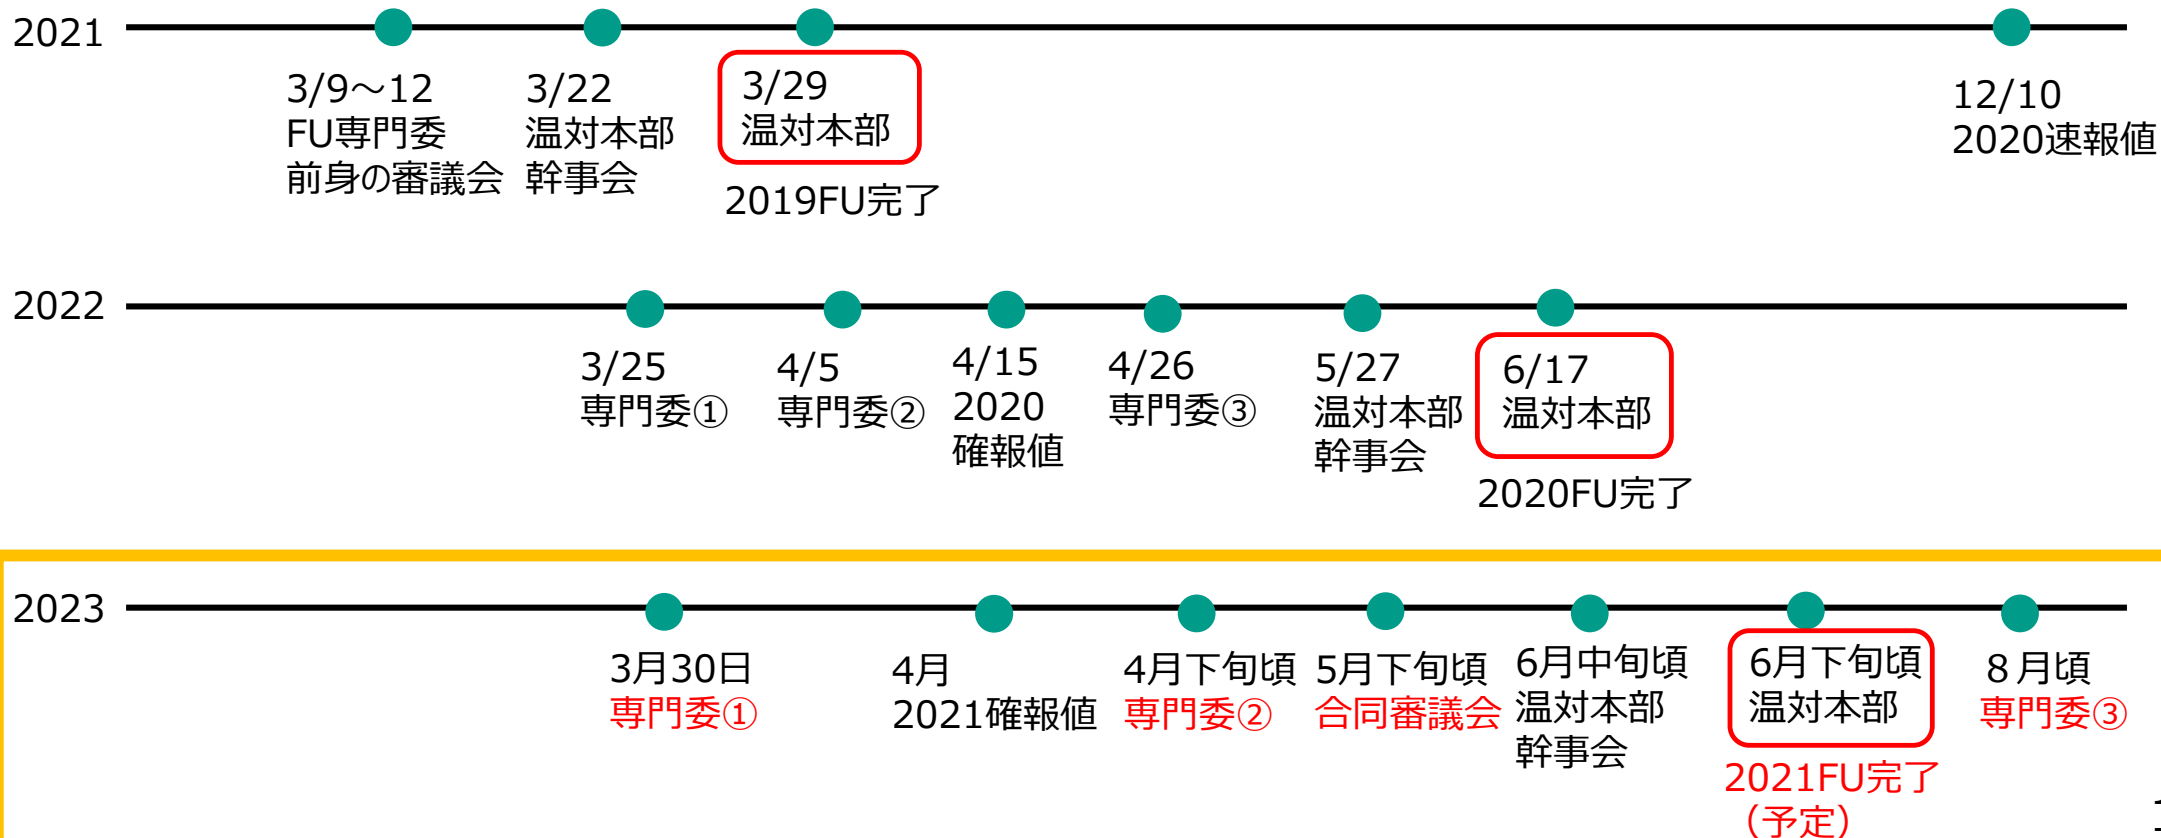 2021
3/9～12
FU専門委
前身の審議会
3/22
温対本部
幹事会
3/29
温対本部
2019FU完了
12/10
2020速報値
2022
3/25
専門委①
4/5
専門委②
4/15
2020
確報値
4/26
専門委③
5/27
温対本部
幹事会
6/17
温対本部
2020FU完了
2023
3月30日
専門委①
4月
2021確報値
4月下旬頃
専門委②
5月下旬頃
合同審議会
6月中旬頃
温対本部
幹事会
6月下旬頃
温対本部
2021FU完了
（予定）
８月頃
専門委③